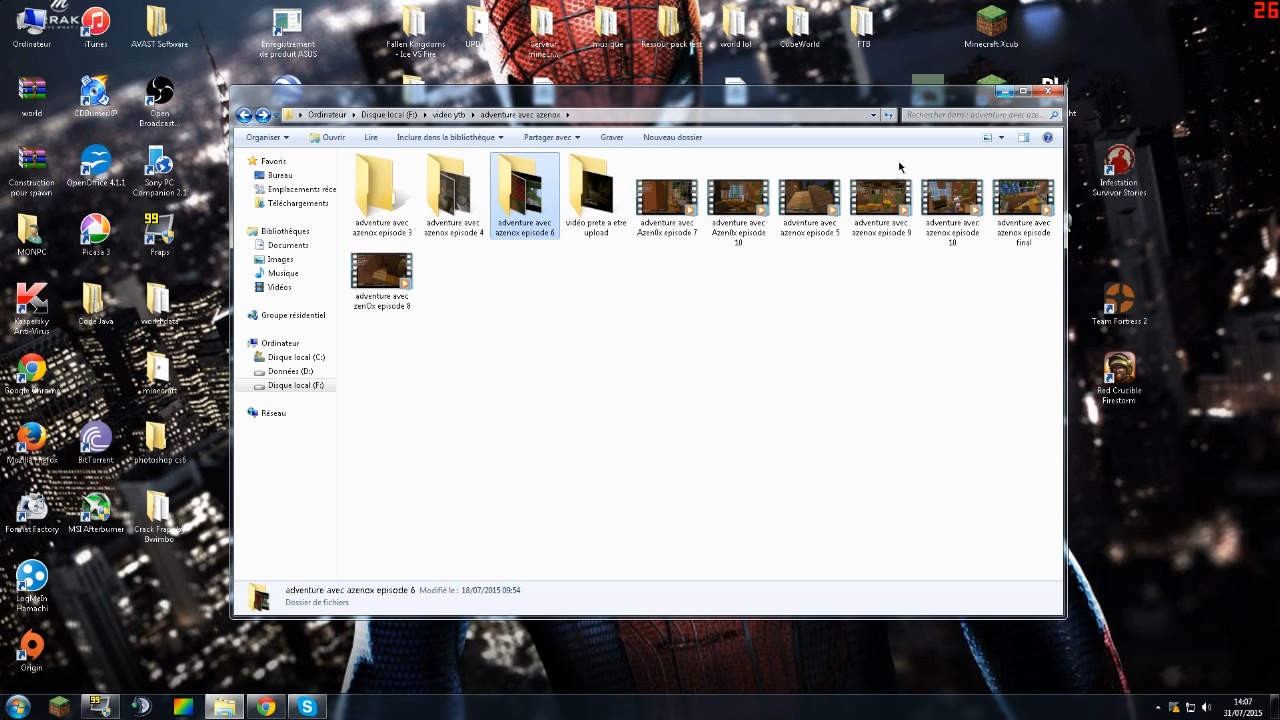 26
Ordinateur
iTunes
AVAST Software
Enregistrement
de produit ASUS
Fallen Kingdoms
- Ice VS Fire
Serveur
minecr...
musique
Ressour pack test
world lol
CubeWorld
FTB
Minecraft Xcub
world
CDBurnerXP
Open
Broadcast...
Construction
pour spawn
OpenOffice 4.1.1
Sony PC
Companion 2.1
MONPC
Picasa 3
99
Fraps
Kaspersky
Anti-Virus
Code Java
world data
Google Chrome
minecraft
Mozilla Firefox
BitTorrent
photoshop cs6
Format Factory
MSI Afterburner
Crack Fraps by
Bwimbo
LogMeIn
Hamachi
Origin
Infestation
Survivor Stories
Team Fortress 2
Red Crucible
Firestorm
Ordinateur
Disque local (F:)
video ytb
adventure avec azenox
Rechercher dans : adventure avec aze...
Organiser
Ouvrir
Lire
Inclure dans la bibliothèque
Partager avec
Graver
Nouveau dossier
Favoris
Bureau
Emplacements réce
Téléchargements
Bibliothèques
Documents
Images
Musique
Vidéos
Groupe résidentiel
Ordinateur
Disque local (C:)
Données (D:)
Disque local (F:)
Réseau
adventure avec
azenox episode 3
adventure avec
azenox episode 4
adventure avec
azenox episode 6
vidéo prete a etre
upload
adventure avec
Azen0x episode 7
adventure avec
Azen0x episode
10
adventure avec
azenox episode 5
adventure avec
azenox episode 9
adventure avec
azenox episode
10
adventure avec
azenox episode
final
adventure avec
zen0x episode 8
adventure avec azenox episode 6
Modifié le : 18/07/2015 09:54
Dossier de fichiers
99
14:07
31/07/2015